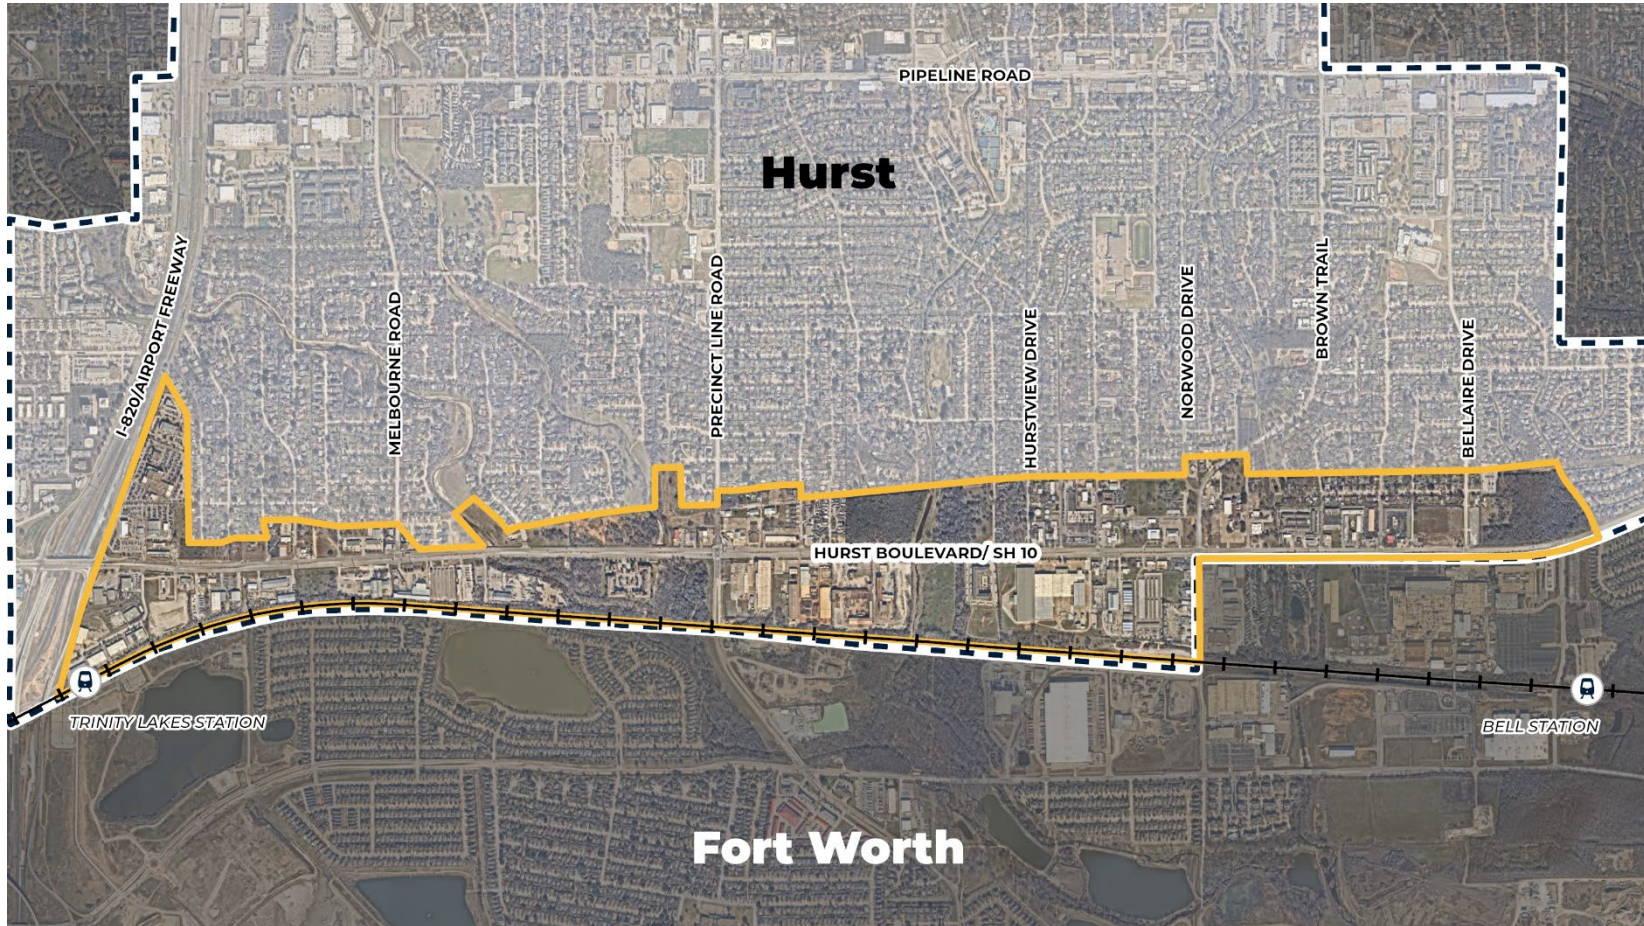 PIPELINE ROAD
Hurst
I-820/AIRPORT FREEWAY
MELBOURNE ROAD
PRECINCT LINE ROAD
HURSTVIEW DRIVE
NORWOOD DRIVE
BROWN TRAIL
BELLAIRE DRIVE
HURST BOULEVARD/ SH 10
TRINITY LAKES STATION
BELL STATION
Fort Worth